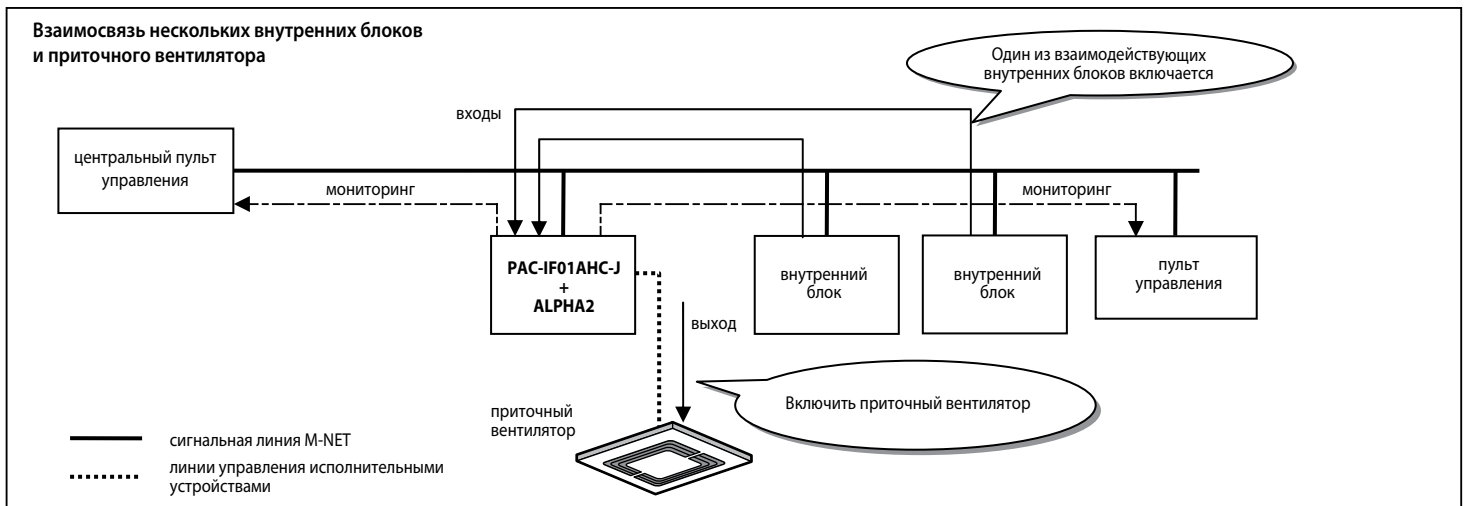 Взаимосвязь нескольких внутренних блоков
и приточного вентилятора
Один из взаимодействующих
внутренних блоков включается
входы
центральный пульт
управления
мониторинг
мониторинг
PAC-IF01AHC-J
+
ALPHA2
внутренний
блок
внутренний
блок
пульт
управления
выход
Включить приточный вентилятор
приточный
вентилятор
сигнальная линия M-NET
линии управления исполнительными
устройствами